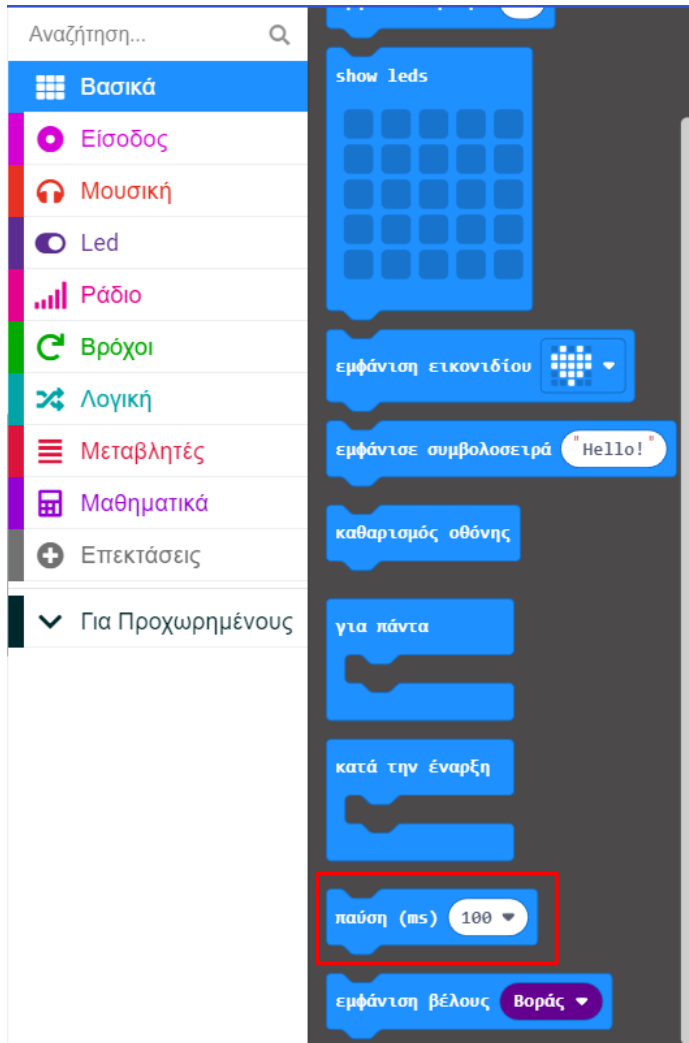 Αναζήτηση...
Βασικά
Είσοδος
Μουσική
Led
Ράδιο
Βρόχοι
Λογική
Μεταβλητές
Μαθηματικά
Επεκτάσεις
Για Προχωρημένους
show leds
εμφάνιση εικονιδίου
εμφάνισε συμβολοσειρά "Hello!"
καθαρισμός οθόνης
για πάντα
κατά την έναρξη
παύση (ms) 100
εμφάνιση βέλους Βοράς